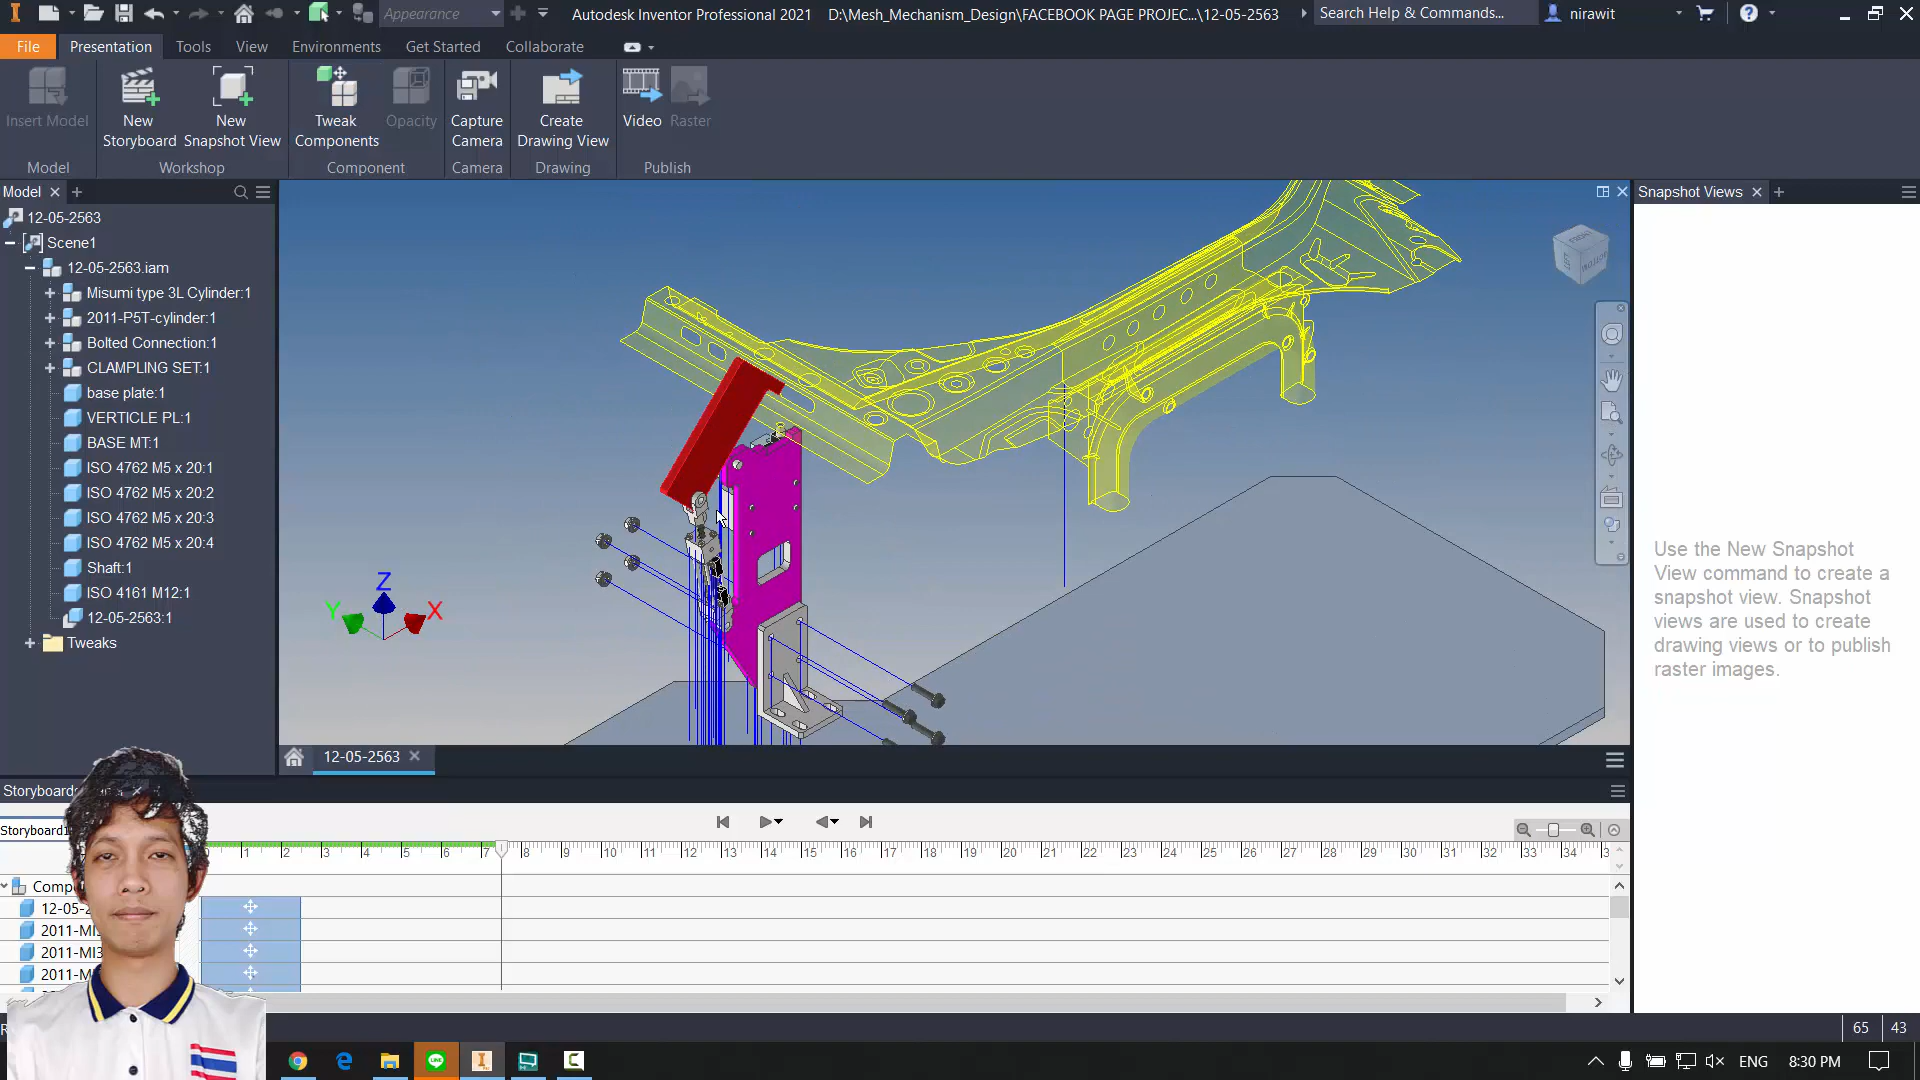 Appearance
Autodesk Inventor Professional 2021
D:\Mesh_Mechanism_Design\FACEBOOK PAGE PROJEC...\12-05-2563
Search Help & Commands...
nirawit
File
Presentation
Tools
View
Environments
Get Started
Collaborate
Insert Model
New Storyboard
New Snapshot View
Tweak Components
Opacity
Capture Camera
Create Drawing View
Video
Raster
Model
Workshop
Component
Camera
Drawing
Publish
Model
12-05-2563
Scene1
12-05-2563.iam
Misumi type 3L Cylinder:1
2011-P5T-cylinder:1
Bolted Connection:1
CLAMPLING SET:1
base plate:1
VERTICLE PL:1
BASE MT:1
ISO 4762 M5 x 20:1
ISO 4762 M5 x 20:2
ISO 4762 M5 x 20:3
ISO 4762 M5 x 20:4
Shaft:1
ISO 4161 M12:1
12-05-2563:1
Tweaks
Z
Y
X
FRONT
Snapshot Views
Use the New Snapshot
View command to create a
snapshot view. Snapshot
views are used to create
drawing views or to publish
raster images.
12-05-2563
Storyboards
Storyboard1
1 2 3 4 5 6 7 8 9 10 11 12 13 14 15 16 17 18 19 20 21 22 23 24 25 26 27 28 29 30 31 32 33 34
Comp
12-05-2
2011-MI3
2011-MI3
2011-M
65 43
ENG
8:30 PM